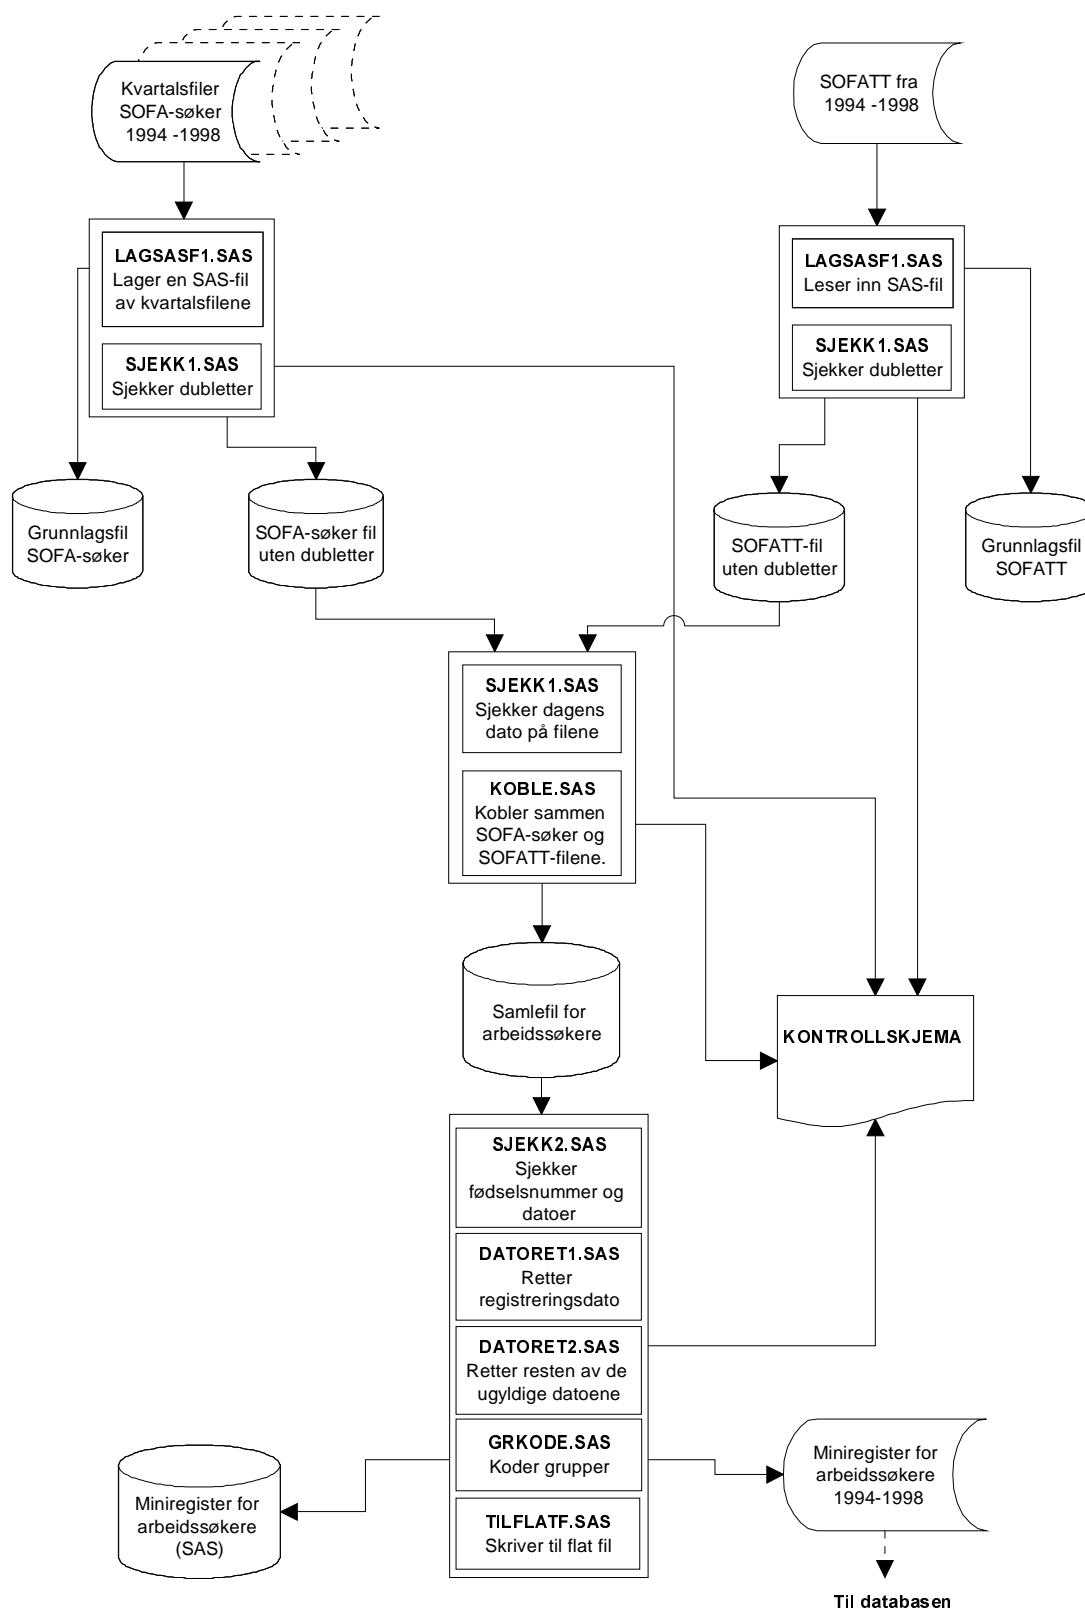 Kvartalsfiler
SOFA-søker
1994 -1998
SOFATT fra
1994 -1998
LAGSASF1.SAS
Lager en SAS-fil
av kvartalsfilene
SJEKK1.SAS
Sjekker dubletter
LAGSASF1.SAS
Leser inn SAS-fil
SJEKK1.SAS
Sjekker dubletter
Grunnlagsfil
SOFA-søker
SOFA-søker fil
uten dubletter
SOFATT-fil
uten dubletter
Grunnlagsfil
SOFATT
SJEKK1.SAS
Sjekker dagens
dato på filene
KOBLE.SAS
Kobler sammen
SOFA-søker og
SOFATT-filene.
Samlefil for
arbeidssøkere
KONTROLLSKJEMA
SJEKK2.SAS
Sjekker
fødselsnummer og
datoer
DATORET1.SAS
Retter
registreringsdato
DATORET2.SAS
Retter resten av de
ugyldige datoene
GRKODE.SAS
Koder grupper
TILFLATF.SAS
Skriver til flat fil
Miniregister for
arbeidssøkere
(SAS)
Miniregister for
arbeidssøkere
1994-1998
Til databasen